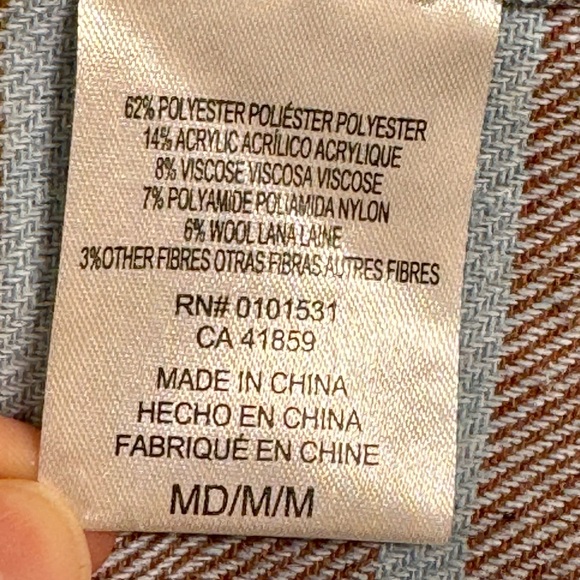 62% POLYESTER POLIÉSTER POLYESTER
14% ACRYLIC ACRÍLICO ACRYLIQUE
8% VISCOSE VISCOSA VISCOSE
7% POLYAMIDE POLIAMIDA NYLON
6% WOOL LANA LAINE
3%OTHER FIBRES OTRAS FIBRAS AUTRES FIBRES
RN# 0101531
CA 41859
MADE IN CHINA
HECHO EN CHINA
FABRIQUÉ EN CHINE
MD/M/M